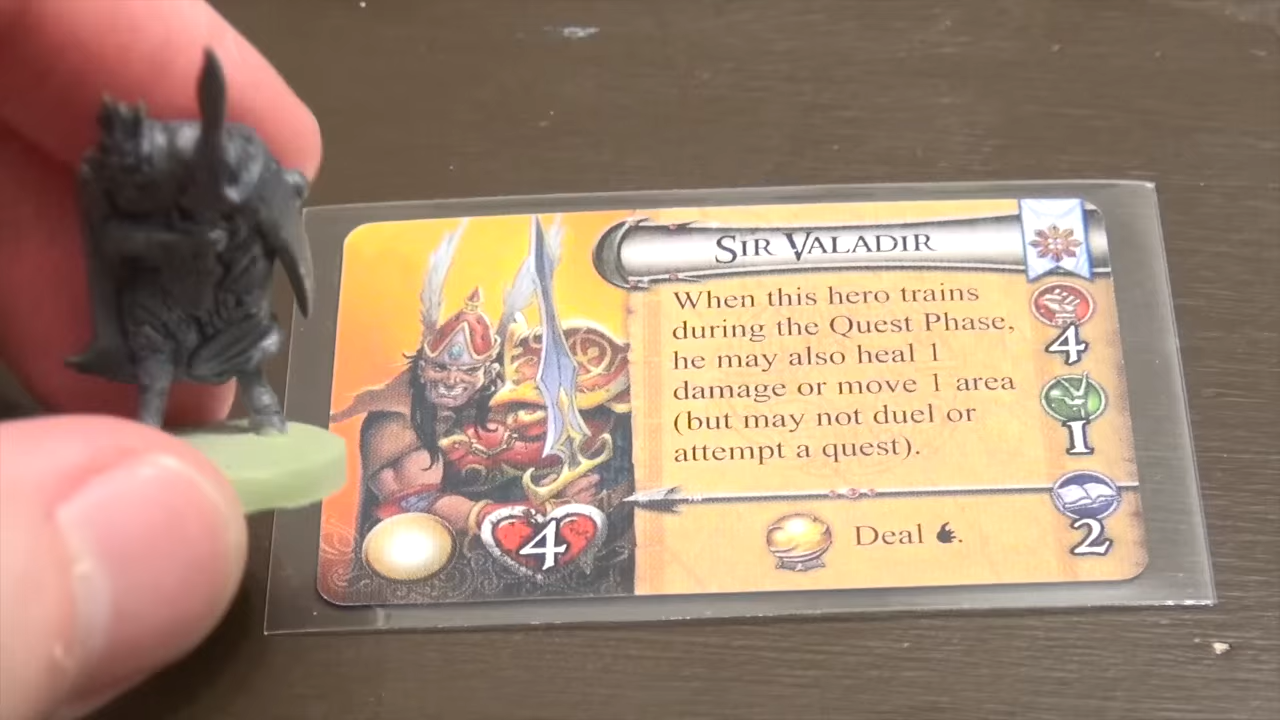 SIR VALADIR
When this hero trains
during the Quest Phase,
he may also heal 1
damage or move 1 area
(but may not duel or
attempt a quest).
4
1
2
4
Deal .